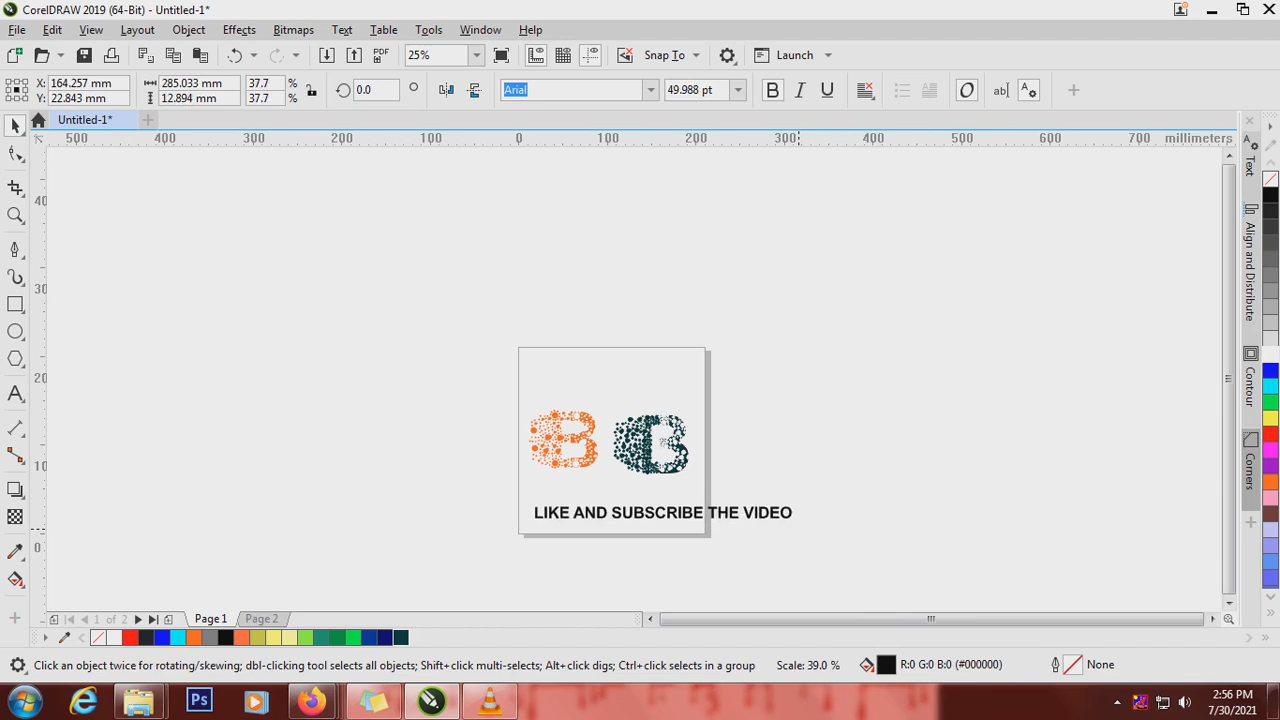 CorelDRAW 2019 (64-Bit) - Untitled-1*
File Edit View Layout Object Effects Bitmaps Text Table Tools Window Help
PDF 25% Snap To Launch
X: 164.257 mm 285.033 mm 37.7 % 0.0 Arial 49.988 pt B I U O ab|
Y: 22.843 mm 12.894 mm 37.7 %
Untitled-1*
500 400 300 200 100 0 100 200 300 400 500 600 700 millimeters
Text
Align and Distribute
Contour
Corners
B B
LIKE AND SUBSCRIBE THE VIDEO
1 of 2 Page 1 Page 2
Click an object twice for rotating/skewing; dbl-clicking tool selects all objects; Shift+click multi-selects; Alt+click digs; Ctrl+click selects in a group Scale: 39.0 % R:0 G:0 B:0 (#000000) None
Ps
2:56 PM
7/30/2021